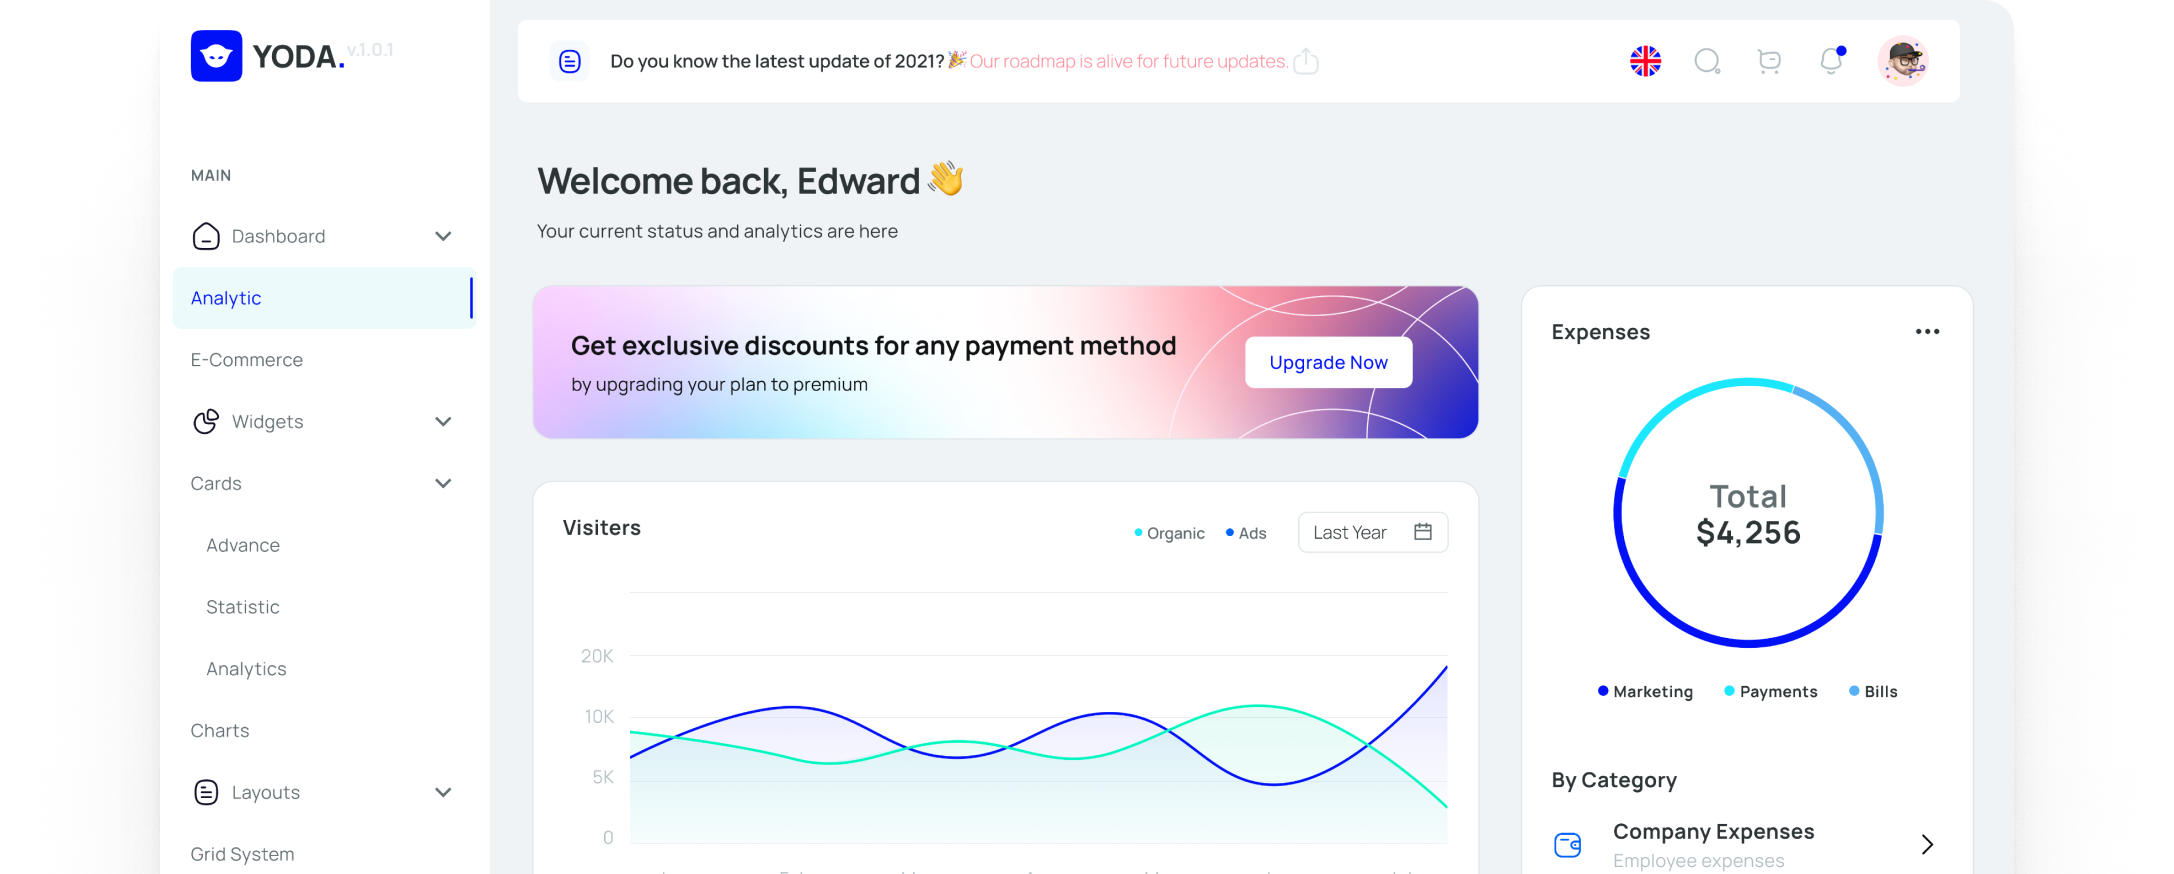 YODA.
v.1.0.1
Do you know the latest update of 2021? Our roadmap is alive for future updates.
MAIN
Dashboard
Analytic
E-Commerce
Widgets
Cards
Advance
Statistic
Analytics
Charts
Layouts
Grid System
Welcome back, Edward
Your current status and analytics are here
Get exclusive discounts for any payment method
by upgrading your plan to premium
Upgrade Now
Visiters
Organic
Ads
Last Year
20K
10K
5K
0
Expenses
Total
$4,256
Marketing
Payments
Bills
By Category
Company Expenses
Employee expenses